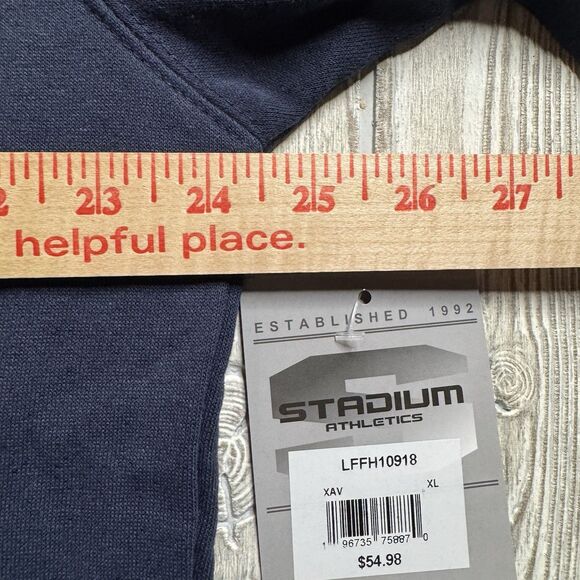 2 23 24 25 26 27
helpful place.
ESTABLISHED 1992
S
STADIUM
ATHLETICS
LFFH10918
XAV XL
1 96735 75887 0
$54.98